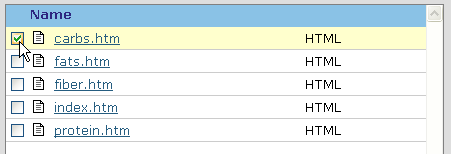 Name
carbs.htm HTML
fats.htm HTML
fiber.htm HTML
index.htm HTML
protein.htm HTML